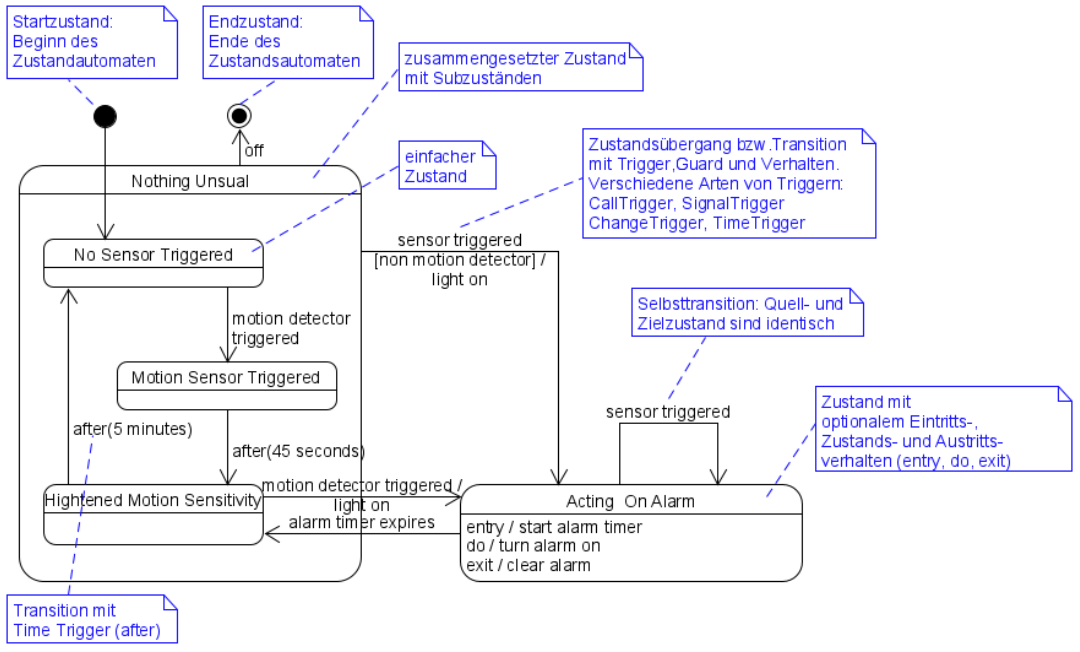 Startzustand:
Beginn des
Zustandautomaten
Endzustand:
Ende des
Zustandsautomaten
zusammengesetzter Zustand
mit Subzuständen
off
Nothing Unsual
einfacher
Zustand
Zustandsübergang bzw.Transition
mit Trigger,Guard und Verhalten.
Verschiedene Arten von Triggern:
CallTrigger, SignalTrigger
ChangeTrigger, TimeTrigger
No Sensor Triggered
sensor triggered
[non motion detector] /
light on
motion detector
triggered
Selbsttransition: Quell- und
Zielzustand sind identisch
Motion Sensor Triggered
sensor triggered
Zustand mit
optionalem Eintritts-,
Zustands- und Austritts-
verhalten (entry, do, exit)
after(5 minutes)
after(45 seconds)
Hightened Motion Sensitivity
motion detector triggered /
light on
alarm timer expires
Acting On Alarm
entry / start alarm timer
do / turn alarm on
exit / clear alarm
Transition mit
Time Trigger (after)